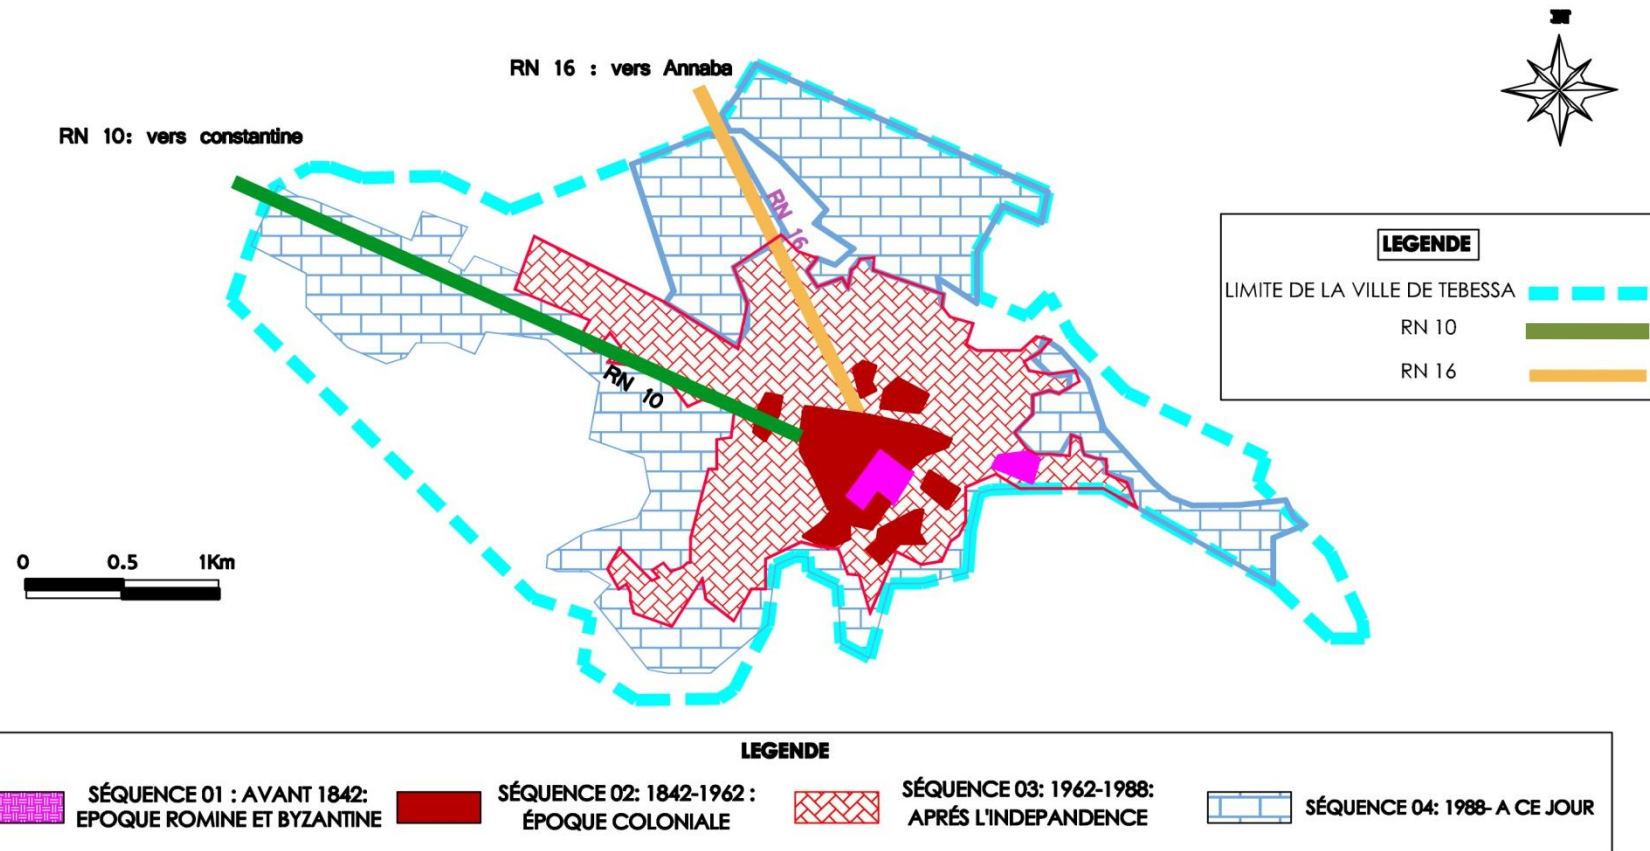 N
RN 16 : vers Annaba
RN 10: vers constantine
RN 16
LEGENDE
LIMITE DE LA VILLE DE TEBESSA
RN 10
RN 16
RN 10
0 0.5 1Km
LEGENDE
SÉQUENCE 01 : AVANT 1842:
EPOQUE ROMINE ET BYZANTINE
SÉQUENCE 02: 1842-1962 :
ÉPOQUE COLONIALE
SÉQUENCE 03: 1962-1988:
APRÉS L'INDEPANDENCE
SÉQUENCE 04: 1988- A CE JOUR